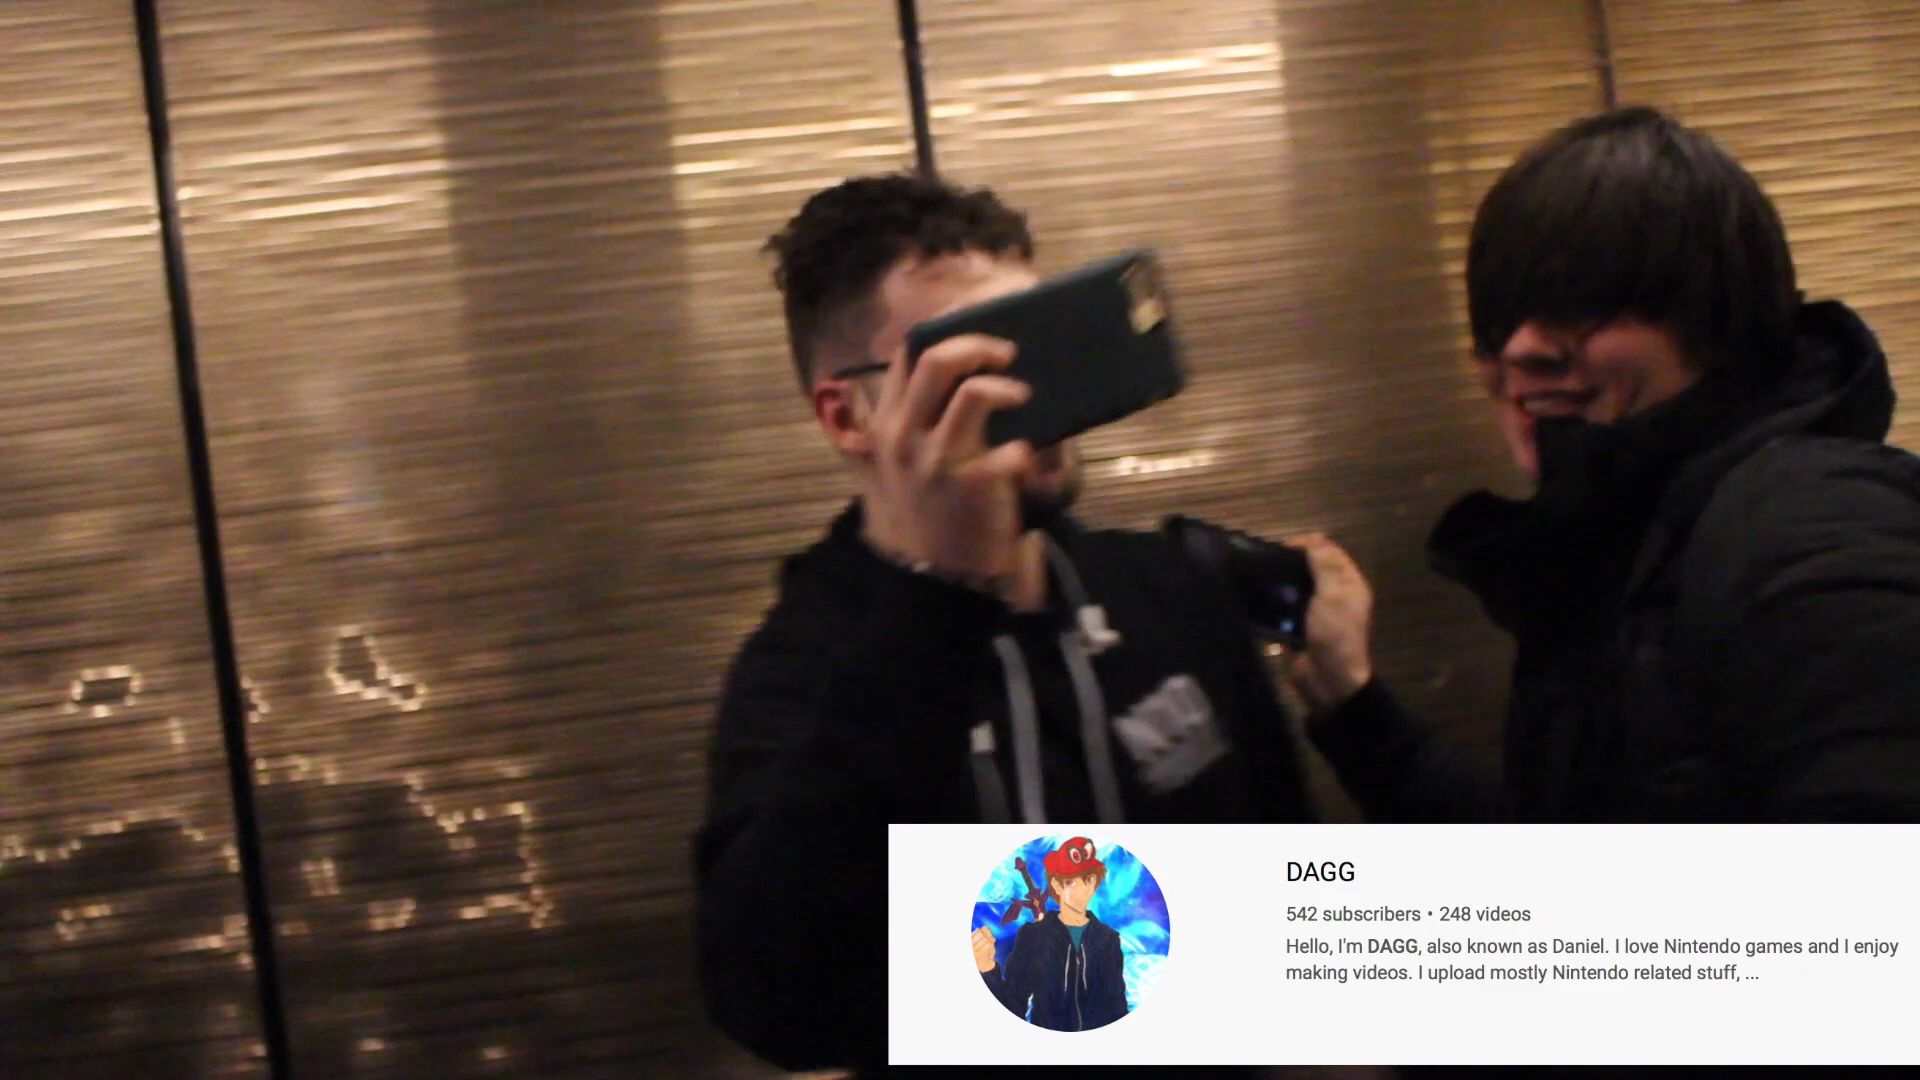 DAGG
542 subscribers • 248 videos
Hello, I'm DAGG, also known as Daniel. I love Nintendo games and I enjoy
making videos. I upload mostly Nintendo related stuff, ...